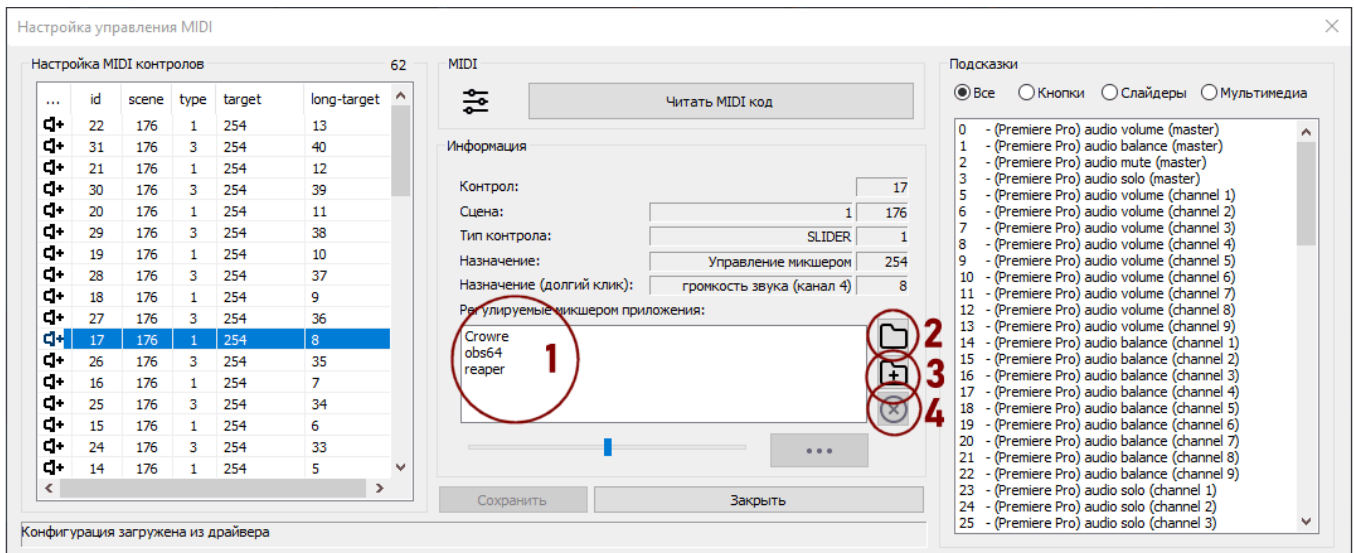 Настройка управления MIDI
Настройка MIDI контролов 62
... id scene type target long-target
22 176 1 254 13
31 176 3 254 40
21 176 1 254 12
30 176 3 254 39
20 176 1 254 11
29 176 3 254 38
19 176 1 254 10
28 176 3 254 37
18 176 1 254 9
27 176 3 254 36
17 176 1 254 8
26 176 3 254 35
16 176 1 254 7
25 176 3 254 34
15 176 1 254 6
24 176 3 254 33
14 176 1 254 5
Конфигурация загружена из драйвера
MIDI
Читать MIDI код
Информация
Контрол: 17
Сцена: 1 176
Тип контрола: SLIDER 1
Назначение: Управление микшером 254
Назначение (долгий клик): громкость звука (канал 4) 8
Регулируемые микшером приложения:
Crowre
obs64
reaper
1
2
3
4
...
Сохранить Закрыть
Подсказки
Все Кнопки Слайдеры Мультимедиа
0 - (Premiere Pro) audio volume (master)
1 - (Premiere Pro) audio balance (master)
2 - (Premiere Pro) audio mute (master)
3 - (Premiere Pro) audio solo (master)
5 - (Premiere Pro) audio volume (channel 1)
6 - (Premiere Pro) audio volume (channel 2)
7 - (Premiere Pro) audio volume (channel 3)
8 - (Premiere Pro) audio volume (channel 4)
9 - (Premiere Pro) audio volume (channel 5)
10 - (Premiere Pro) audio volume (channel 6)
11 - (Premiere Pro) audio volume (channel 7)
12 - (Premiere Pro) audio volume (channel 8)
13 - (Premiere Pro) audio volume (channel 9)
14 - (Premiere Pro) audio balance (channel 1)
15 - (Premiere Pro) audio balance (channel 2)
16 - (Premiere Pro) audio balance (channel 3)
17 - (Premiere Pro) audio balance (channel 4)
18 - (Premiere Pro) audio balance (channel 5)
19 - (Premiere Pro) audio balance (channel 6)
20 - (Premiere Pro) audio balance (channel 7)
21 - (Premiere Pro) audio balance (channel 8)
22 - (Premiere Pro) audio balance (channel 9)
23 - (Premiere Pro) audio solo (channel 1)
24 - (Premiere Pro) audio solo (channel 2)
25 - (Premiere Pro) audio solo (channel 3)